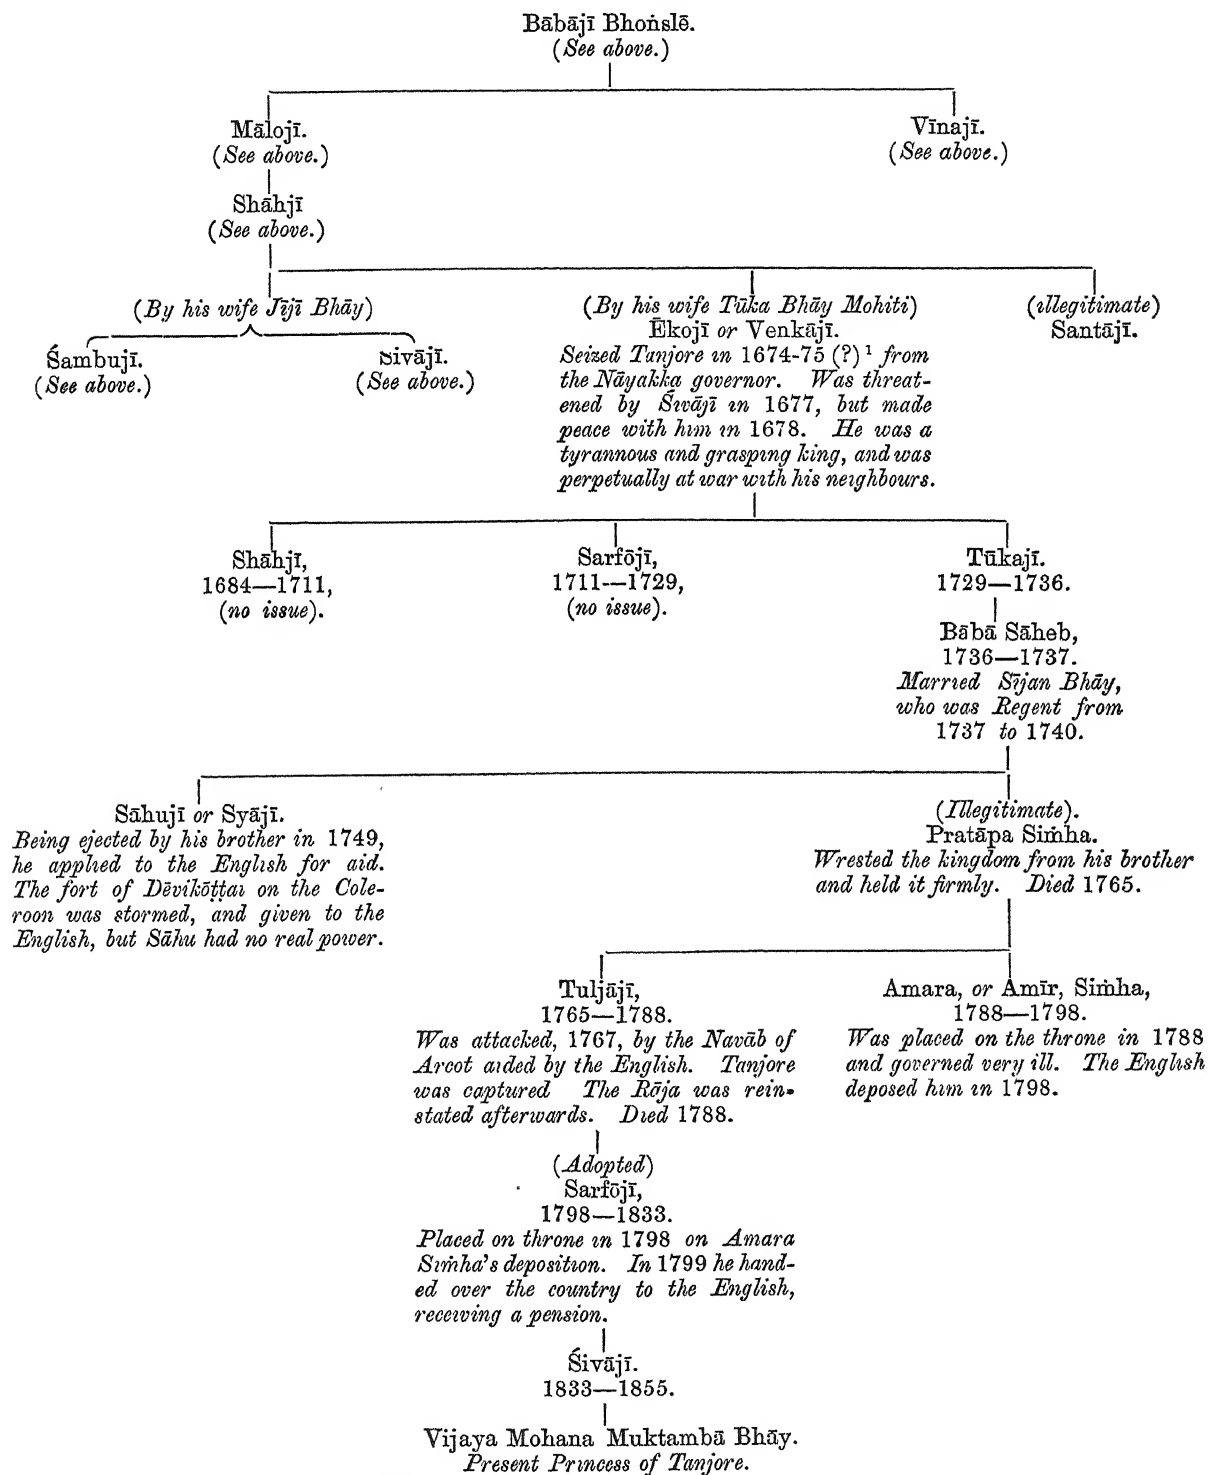 Bābājī Bhoṅslē.
(See above.)
Mālojī.
(See above.)
Vīnajī.
(See above.)
Shāhjī
(See above.)
(By his wife Jījī Bhāy)
Śambujī.
(See above.)
Sivājī.
(See above.)
(By his wife Tūka Bhāy Mohiti)
Ēkojī or Venkājī.
Seized Tanjore in 1674-75 (?) ¹ from
the Nāyakka governor. Was threat-
ened by Śivājī in 1677, but made
peace with him in 1678. He was a
tyrannous and grasping king, and was
perpetually at war with his neighbours.
(illegitimate)
Santājī.
Shāhjī,
1684—1711,
(no issue).
Sarfōjī,
1711—1729,
(no issue).
Tūkajī.
1729—1736.
Bābā Sāheb,
1736—1737.
Married Sījan Bhāy,
who was Regent from
1737 to 1740.
Sāhujī or Syājī.
Being ejected by his brother in 1749,
he applied to the English for aid.
The fort of Dēvikōṭṭai on the Cole-
roon was stormed, and given to the
English, but Sāhu had no real power.
(Illegitimate).
Pratāpa Siṁha.
Wrested the kingdom from his brother
and held it firmly. Died 1765.
Tuljājī,
1765—1788.
Was attacked, 1767, by the Navāb of
Arcot aided by the English. Tanjore
was captured The Rāja was rein-
stated afterwards. Died 1788.
Amara, or Amīr, Siṁha,
1788—1798.
Was placed on the throne in 1788
and governed very ill. The English
deposed him in 1798.
(Adopted)
Sarfōjī,
1798—1833.
Placed on throne in 1798 on Amara
Siṁha's deposition. In 1799 he hand-
ed over the country to the English,
receiving a pension.
Śivājī.
1833—1855.
Vijaya Mohana Muktambā Bhāy.
Present Princess of Tanjore.